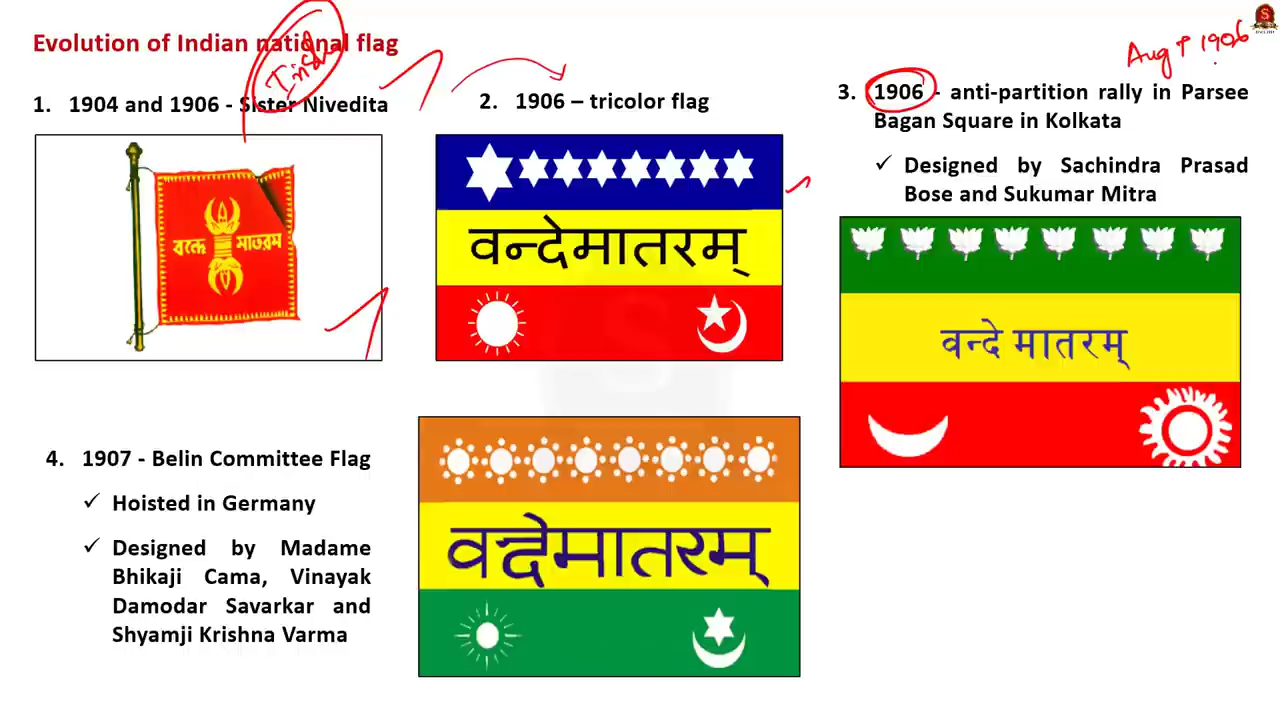 Evolution of Indian national flag
Irish
Aug 7 1906
1. 1904 and 1906 - Sister Nivedita
বন্দে মাতরম
2. 1906 – tricolor flag
वन्देमातरम्
3. 1906 - anti-partition rally in Parsee
Bagan Square in Kolkata
✓ Designed by Sachindra Prasad
Bose and Sukumar Mitra
वन्दे मातरम्
4. 1907 - Belin Committee Flag
✓ Hoisted in Germany
✓ Designed by Madame
Bhikaji Cama, Vinayak
Damodar Savarkar and
Shyamji Krishna Varma
वंदेमातरम्